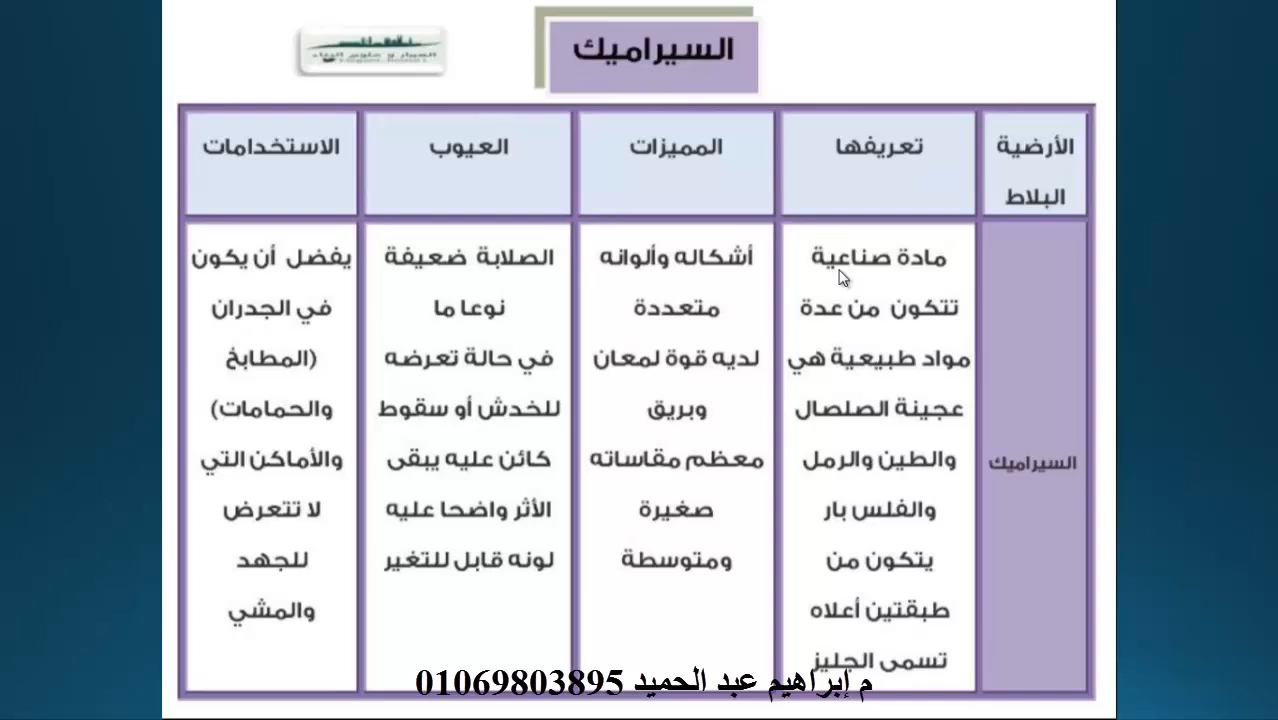 السيراميك
الأرضية
البلاط
تعريفها
المميزات
العيوب
الاستخدامات
السيراميك
مادة صناعية
تتكون من عدة
مواد طبيعية هي
عجينة الصلصال
والطين والرمل
والفلس بار
يتكون من
طبقتين أعلاه
تسمى الجليز
أشكاله وألوانه
متعددة
لديه قوة لمعان
وبريق
معظم مقاساته
صغيرة
ومتوسطة
الصلابة ضعيفة
نوعا ما
في حالة تعرضه
للخدش أو سقوط
كائن عليه يبقى
الأثر واضحا عليه
لونه قابل للتغير
يفضل أن يكون
في الجدران
(المطابخ
والحمامات)
والأماكن التي
لا تتعرض
للجهد
والمشي
م إبراهيم عبد الحميد 01069803895